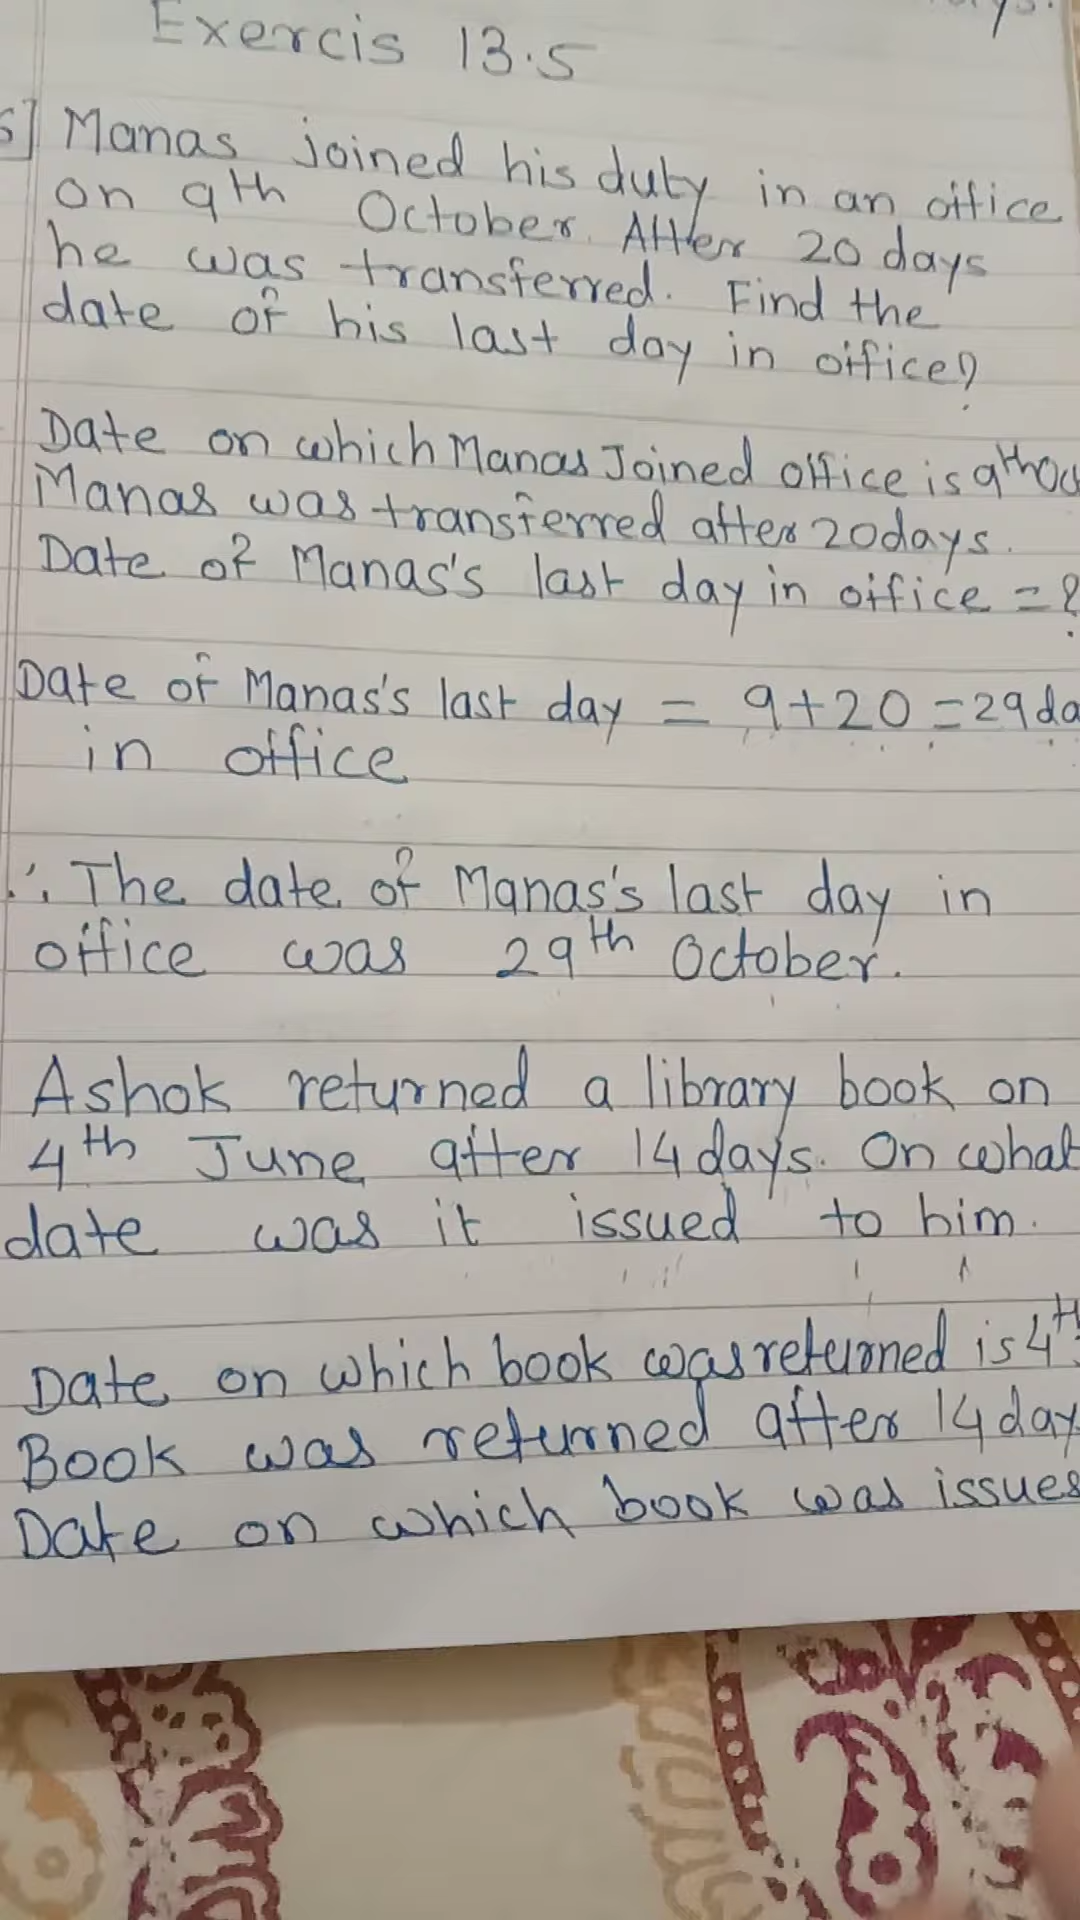 Exercis 13.5
Manas joined his duty in an office
on 9th October. After 20 days
he was transferred. Find the
date of his last day in office?
Date on which Manas Joined office is 9th Oc
Manas was transferred after 20days.
Date of Manas's last day in office = ?
Date of Manas's last day = 9+20 = 29 da
in office
∴ The date of Manas's last day in
office was 29th October.
Ashok returned a library book on
4th June after 14 days. On what
date was it issued to him.
Date on which book was returned is 4th
Book was returned after 14 day
Date on which book was issues